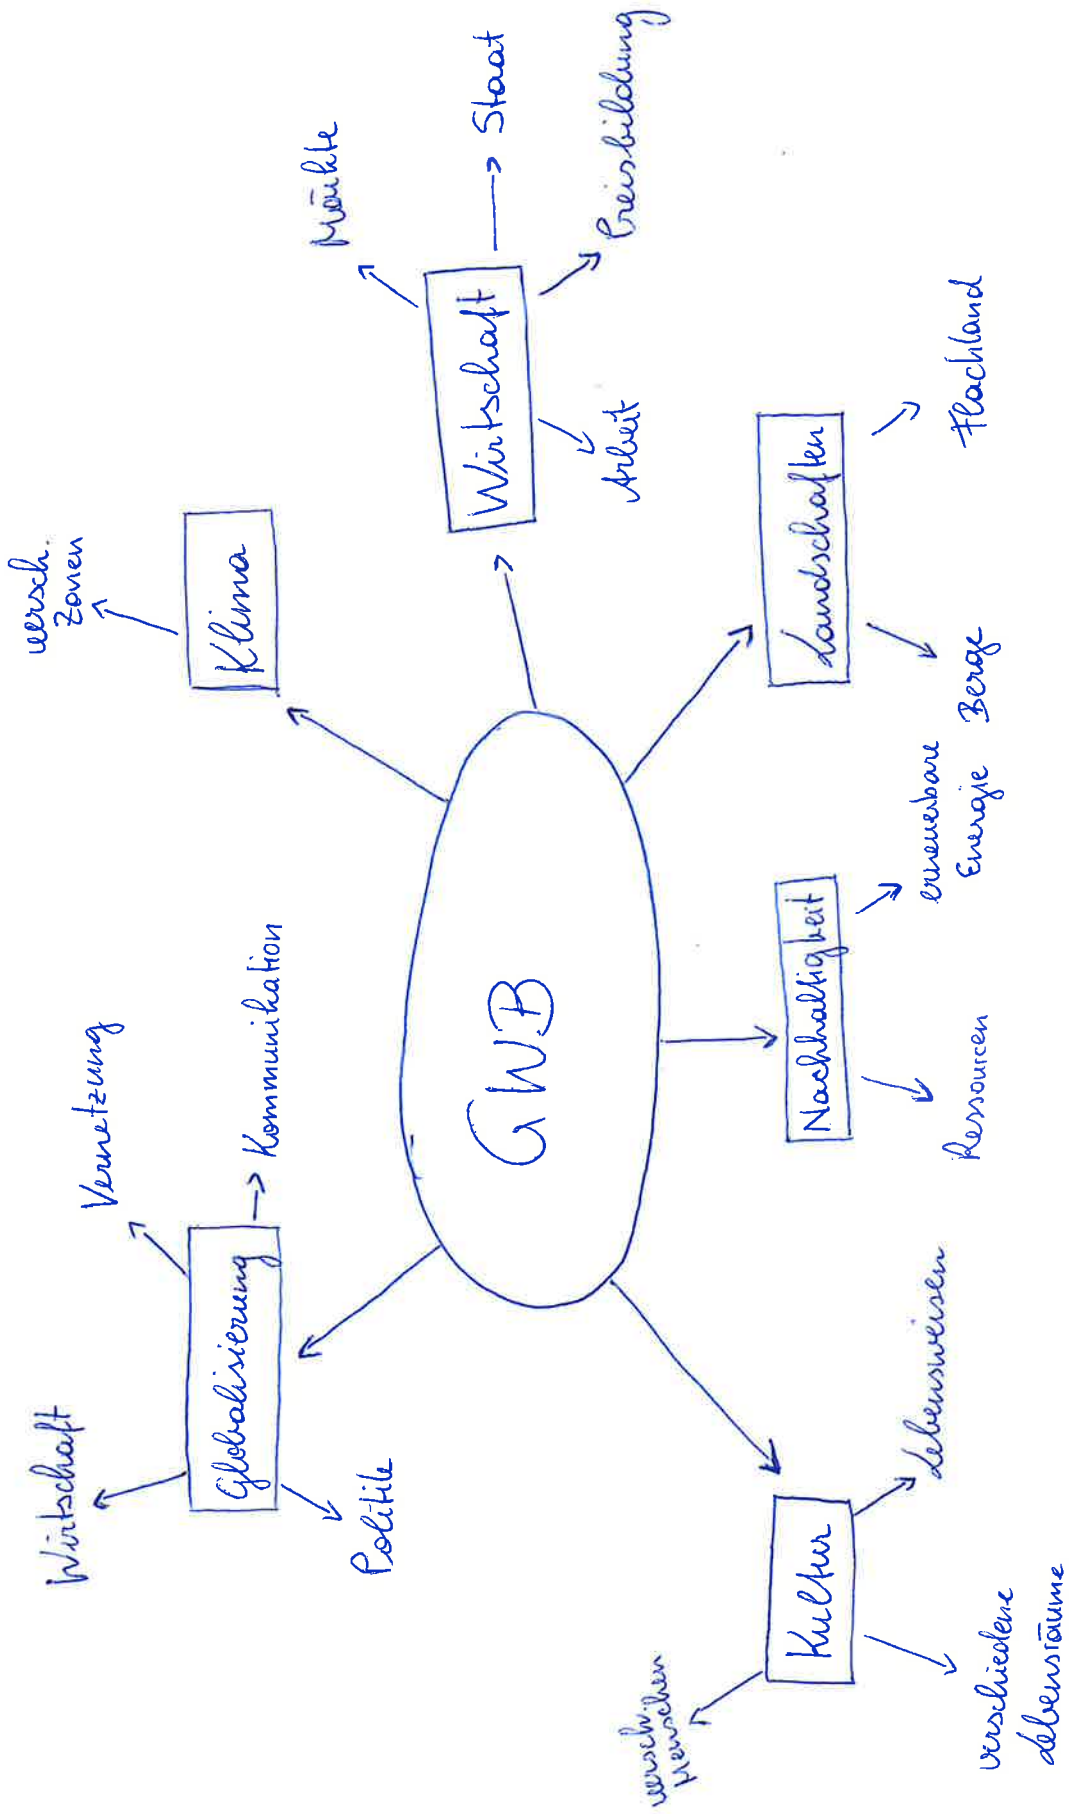 Wirtschaft
Vernetzung
Globalisierung
Kommunikation
Politik
versch.
Zonen
Klima
Märkte
Wirtschaft
Staat
Preisbildung
Arbeit
GWB
versch.
Menschen
Kultur
Lebensweisen
verschiedene
Lebensräume
Nachhaltigkeit
Ressourcen
erneuerbare
Energie
Landschaften
Berge
Flachland